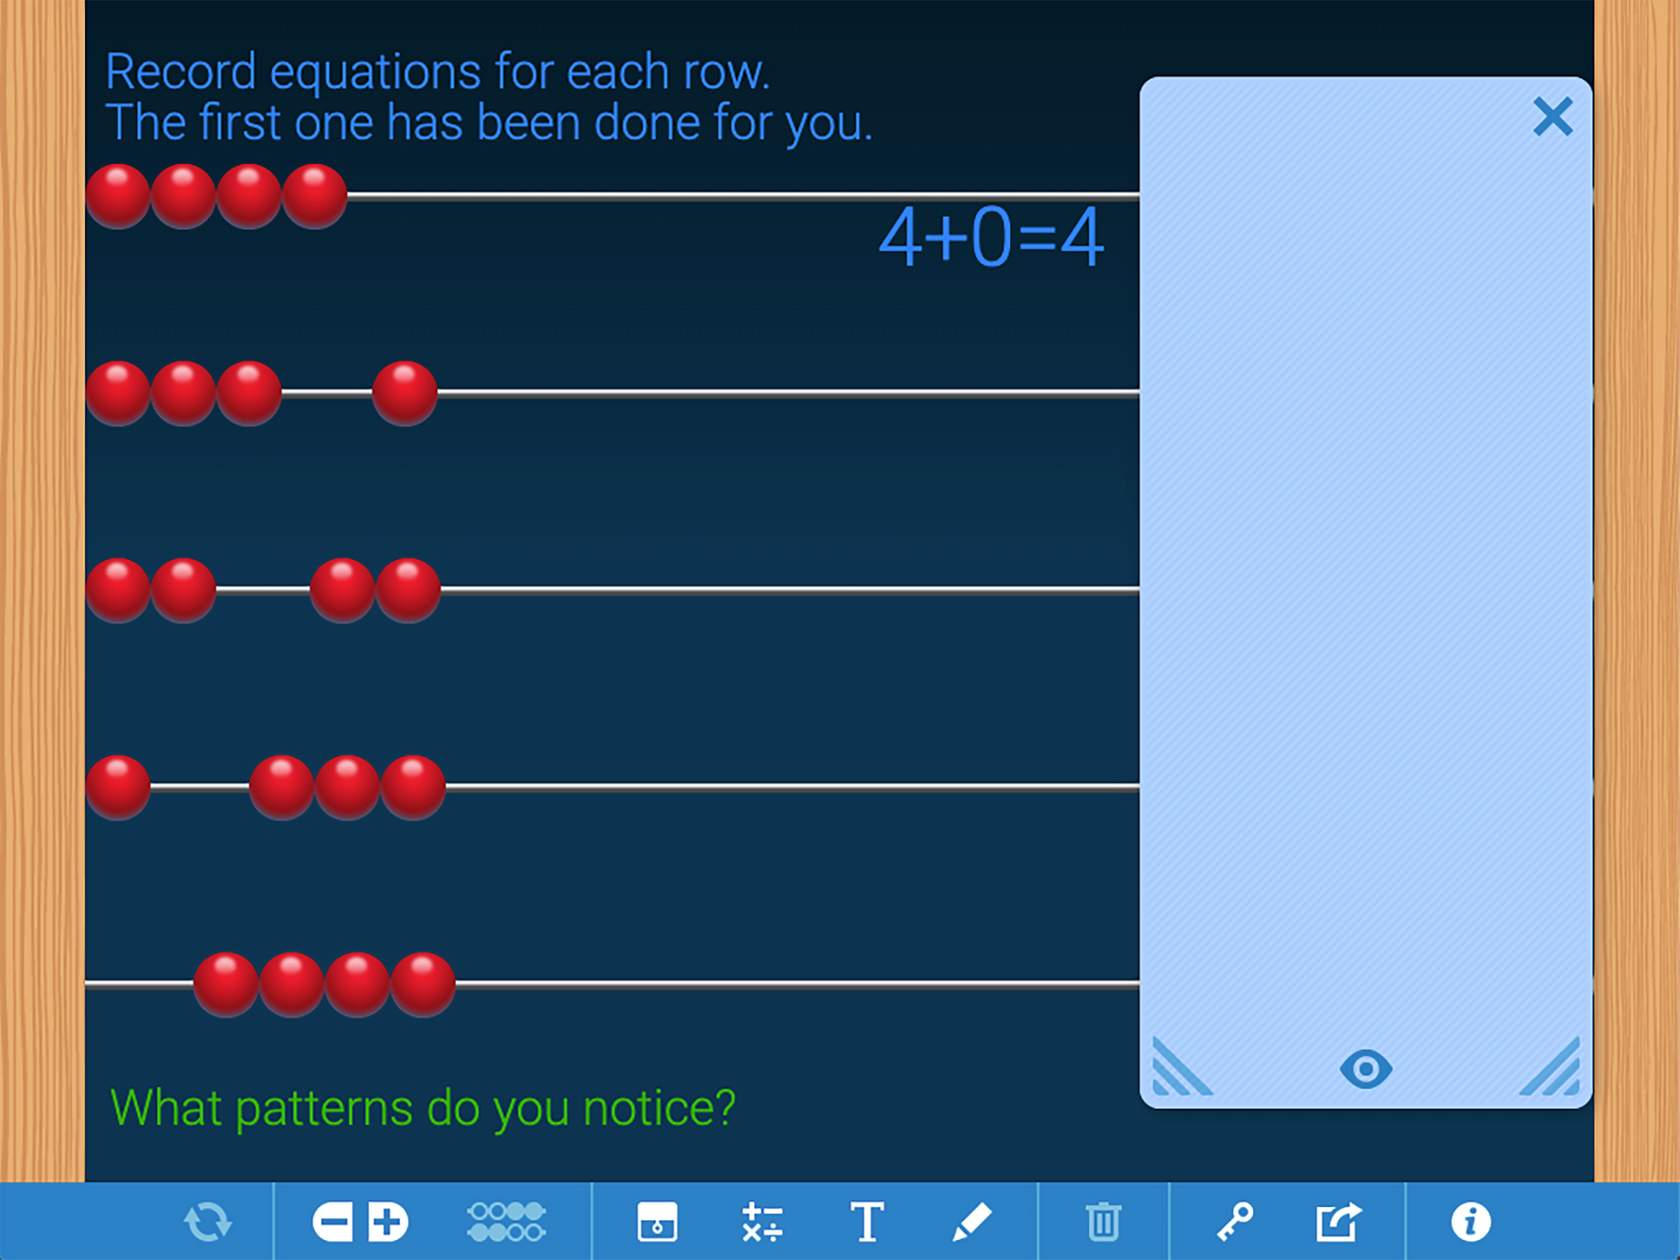 Record equations for each row.
The first one has been done for you.
4+0=4
What patterns do you notice?